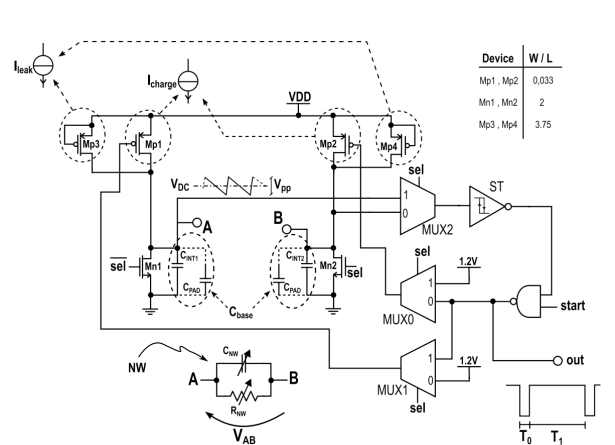 Ileak
Icharge
VDD
Mp3
Mp1
Mp2
Mp4
Device W / L
Mp1 , Mp2 0,033
Mn1 , Mn2 2
Mp3 , Mp4 3.75
VDC
Vpp
A
B
sel
1
0
MUX2
ST
sel
Mn1
CINT1
CPAD
Cbase
CINT2
CPAD
Mn2
sel
sel
1
0
MUX0
1.2V
start
out
1
0
MUX1
sel
1.2V
NW
CNW
A
B
RNW
VAB
T0 T1